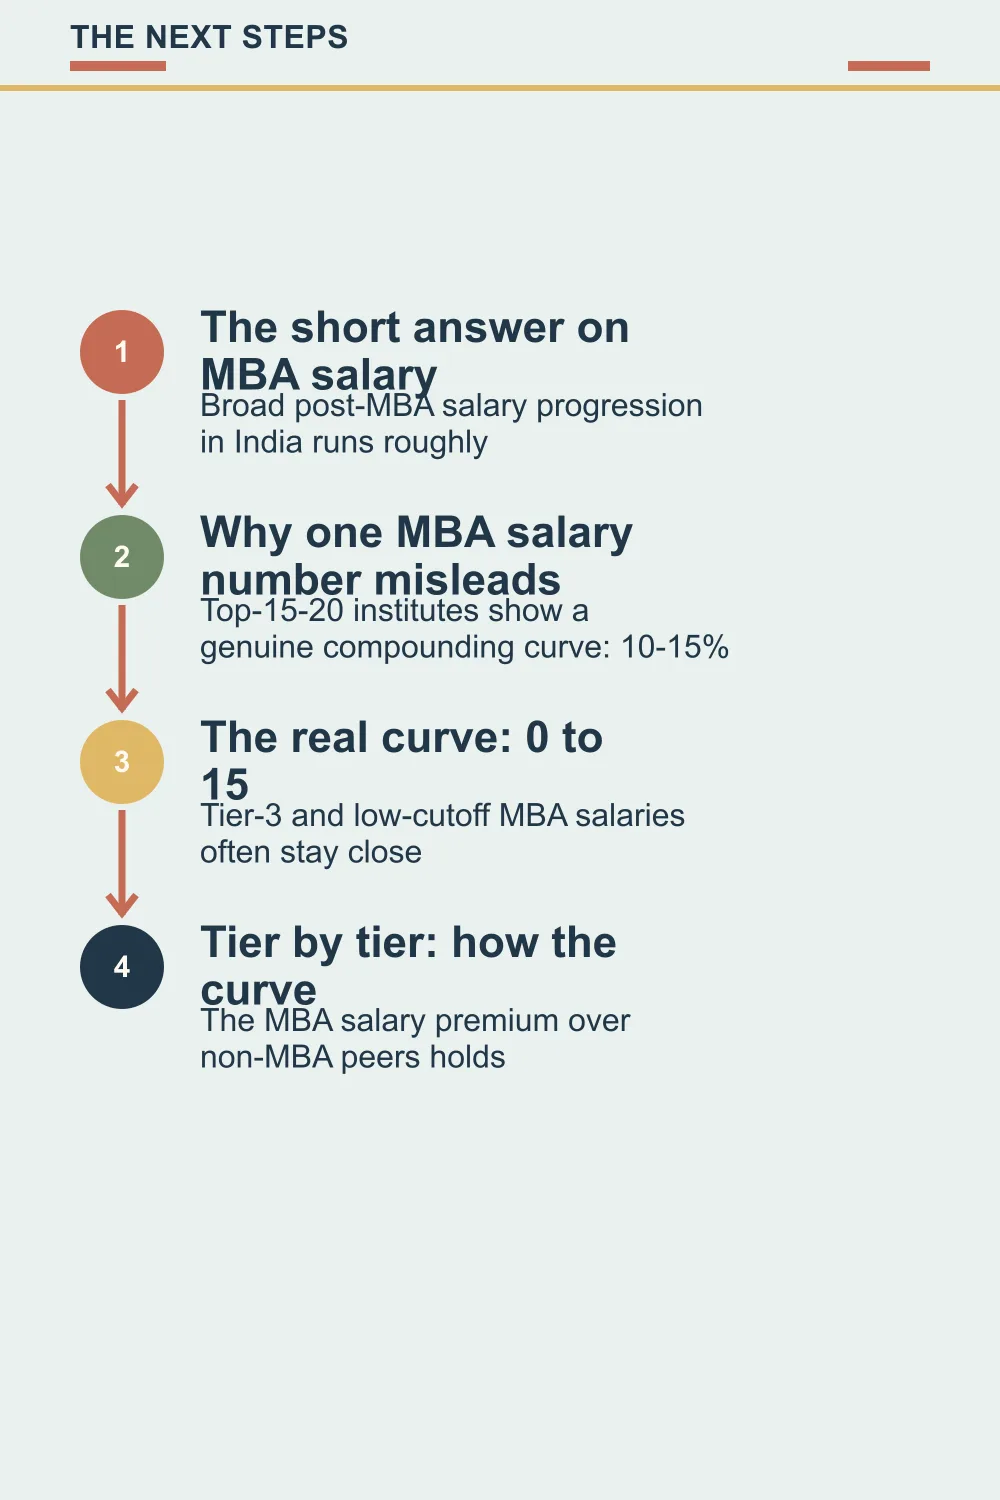 THE NEXT STEPS
1
The short answer on
MBA salary
Broad post-MBA salary progression
in India runs roughly
2
Why one MBA salary
number misleads
Top-15-20 institutes show a
genuine compounding curve: 10-15%
3
The real curve: 0 to
15
Tier-3 and low-cutoff MBA salaries
often stay close
4
Tier by tier: how the
curve
The MBA salary premium over
non-MBA peers holds